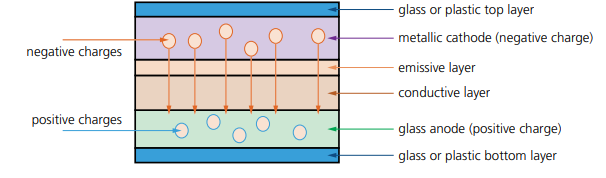 glass or plastic top layer
metallic cathode (negative charge)
negative charges
emissive layer
conductive layer
positive charges
glass anode (positive charge)
glass or plastic bottom layer